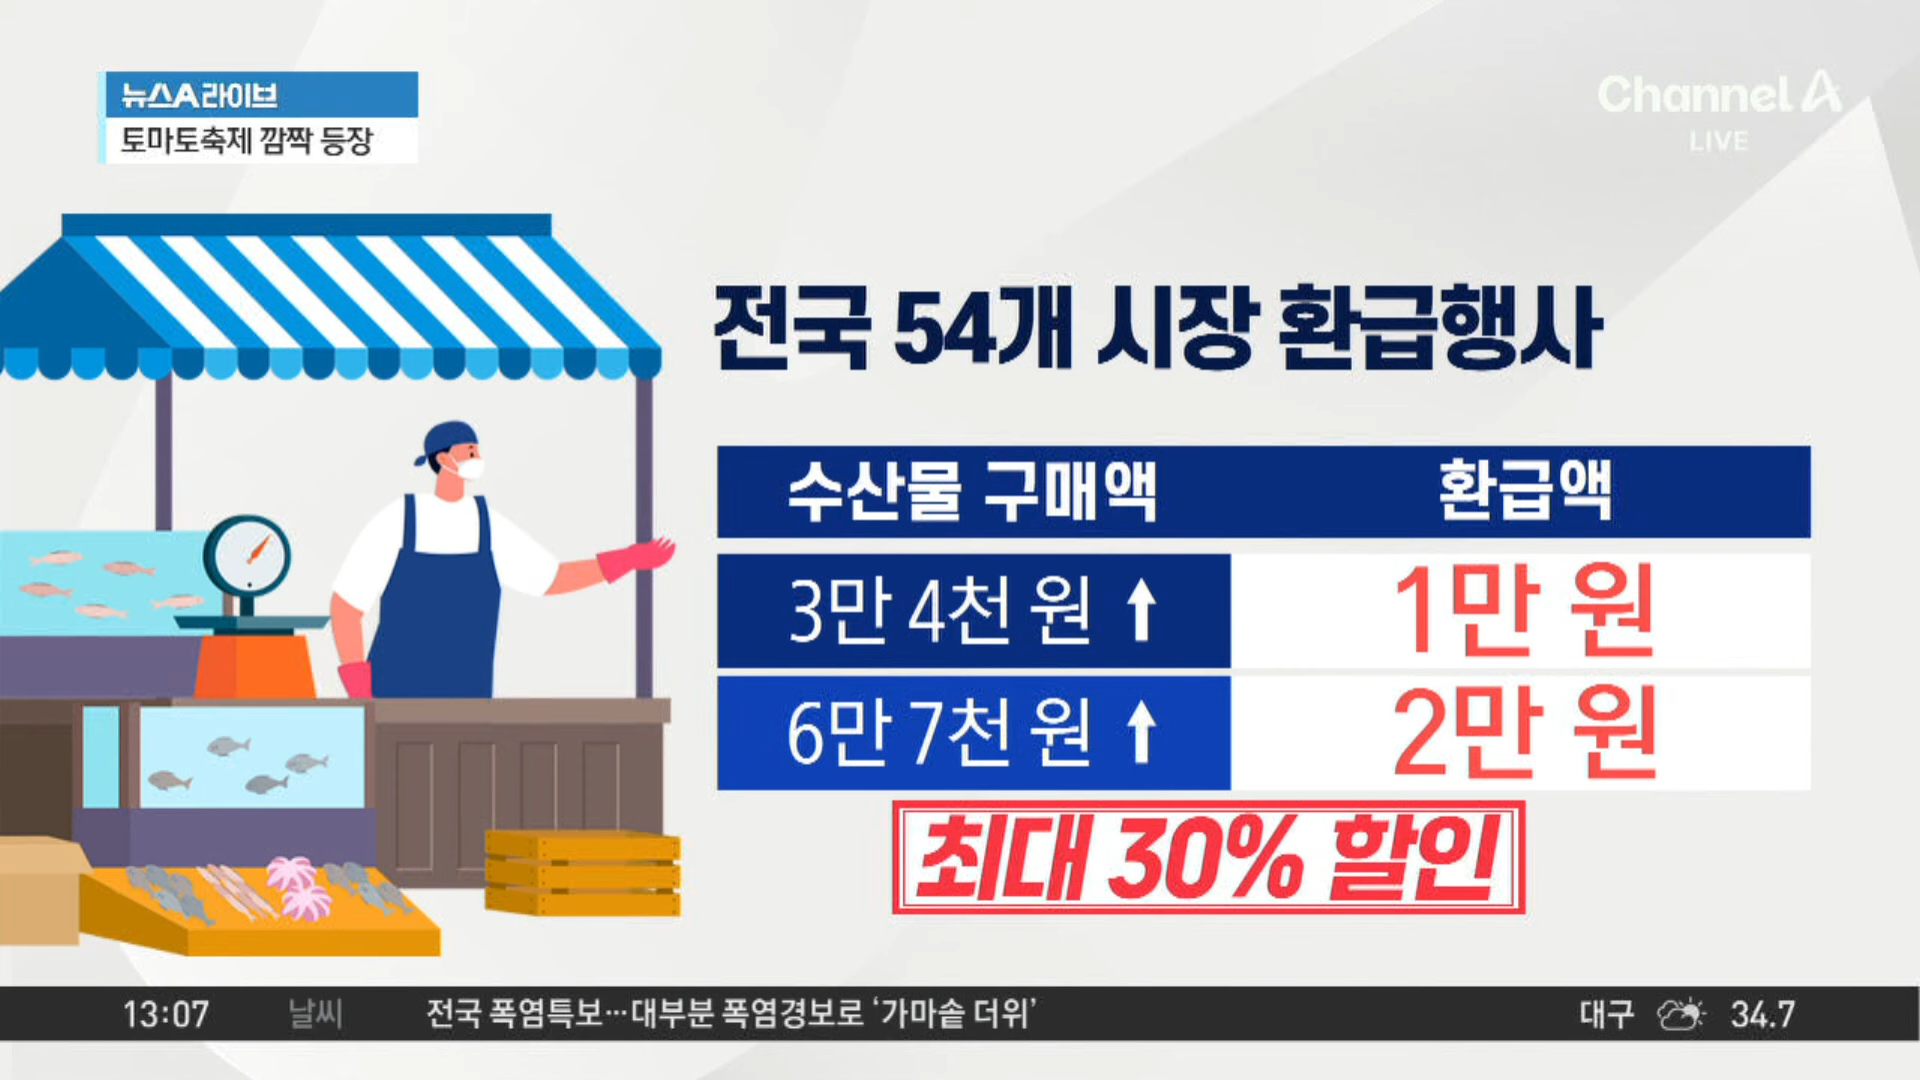 뉴스A 라이브
토마토축제 깜짝 등장
Channel A
LIVE
전국 54개 시장 환급행사
수산물 구매액 환급액
3만 4천 원 ↑ 1만 원
6만 7천 원 ↑ 2만 원
최대 30% 할인
13:07 날씨 전국 폭염특보…대부분 폭염경보로 ‘가마솥 더위’ 대구 34.7